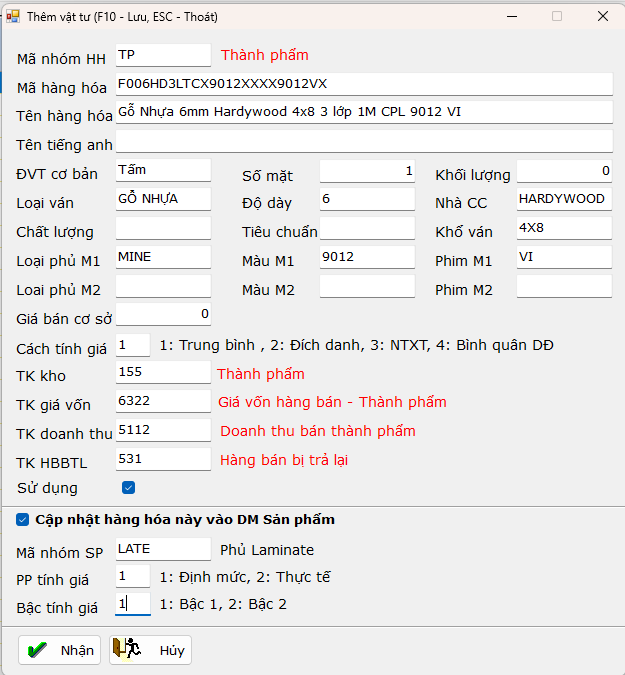 Thêm vật tư (F10 - Lưu, ESC - Thoát)
Mã nhóm HH TP Thành phẩm
Mã hàng hóa F006HD3LTCX9012XXXX9012VX
Tên hàng hóa Gỗ Nhựa 6mm Hardywood 4x8 3 lớp 1M CPL 9012 VI
Tên tiếng anh
ĐVT cơ bản Tấm Số mặt 1 Khối lượng 0
Loại ván GỖ NHỰA Độ dày 6 Nhà CC HARDYWOOD
Chất lượng Tiêu chuẩn Khổ ván 4X8
Loại phủ M1 MINE Màu M1 9012 Phim M1 VI
Loai phủ M2 Màu M2 Phim M2
Giá bán cơ sở 0
Cách tính giá 1 1: Trung bình , 2: Đích danh, 3: NTXT, 4: Bình quân DĐ
TK kho 155 Thành phẩm
TK giá vốn 6322 Giá vốn hàng bán - Thành phẩm
TK doanh thu 5112 Doanh thu bán thành phẩm
TK HBBTL 531 Hàng bán bị trả lại
Sử dụng
Cập nhật hàng hóa này vào DM Sản phẩm
Mã nhóm SP LATE Phủ Laminate
PP tính giá 1 1: Định mức, 2: Thực tế
Bậc tính giá 1 1: Bậc 1, 2: Bậc 2
Nhận Hủy